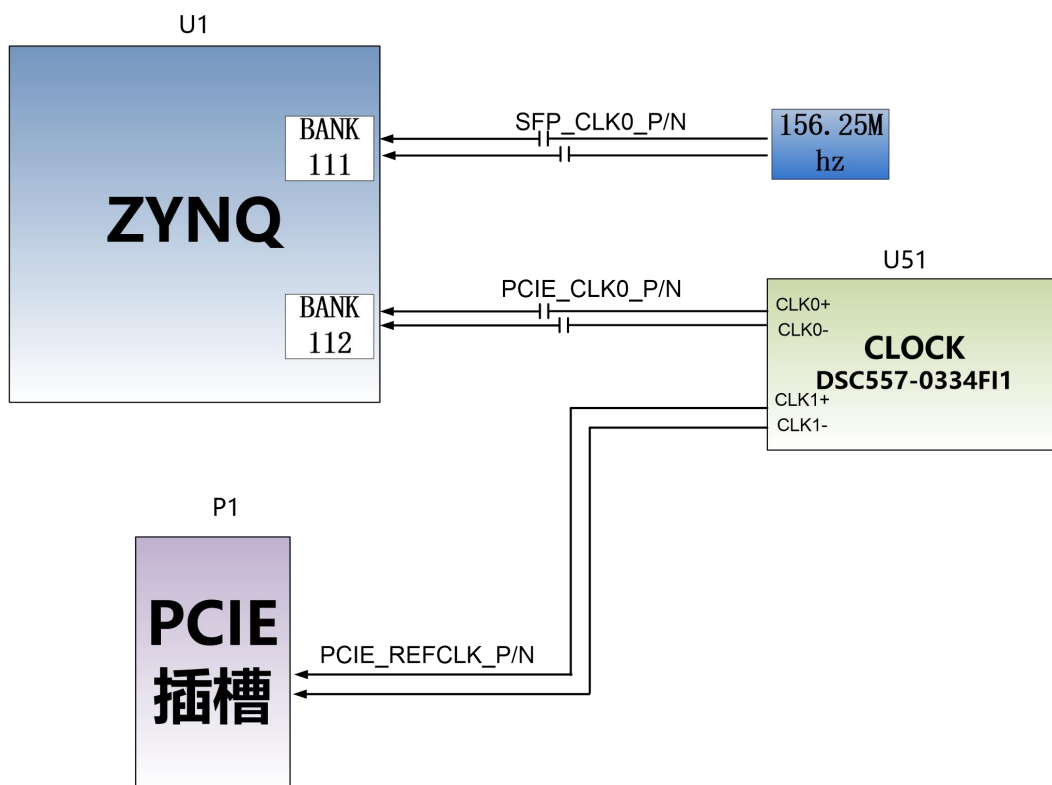 U1
BANK
111
SFP_CLK0_P/N
156.25M
hz
ZYNQ
BANK
112
PCIE_CLK0_P/N
U51
CLK0+
CLK0-
CLOCK
DSC557-0334FI1
CLK1+
CLK1-
P1
PCIE
插槽
PCIE_REFCLK_P/N